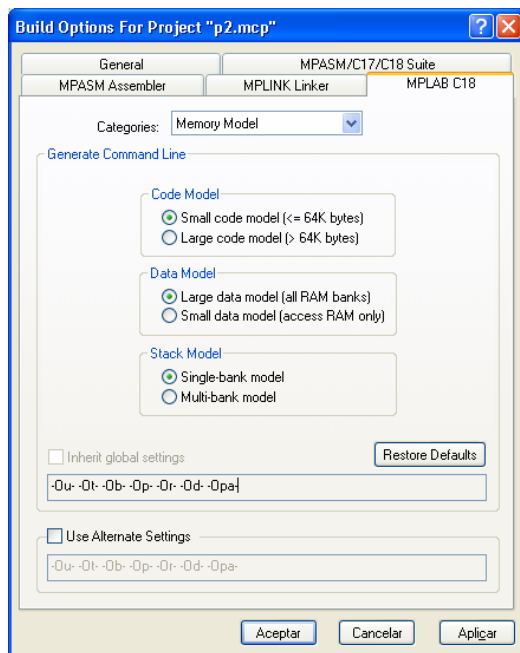 Build Options For Project "p2.mcp"
General
MPASM/C17/C18 Suite
MPASM Assembler
MPLINK Linker
MPLAB C18
Categories: Memory Model
Generate Command Line
Code Model
Small code model (<= 64K bytes)
Large code model (> 64K bytes)
Data Model
Large data model (all RAM banks)
Small data model (access RAM only)
Stack Model
Single-bank model
Multi-bank model
Inherit global settings
Restore Defaults
-Ou- -Ot- -Ob- -Op- -Or- -Od- -Opa-
Use Alternate Settings
-Ou- -Ot- -Ob- -Op- -Or- -Od- -Opa-
Aceptar
Cancelar
Aplicar